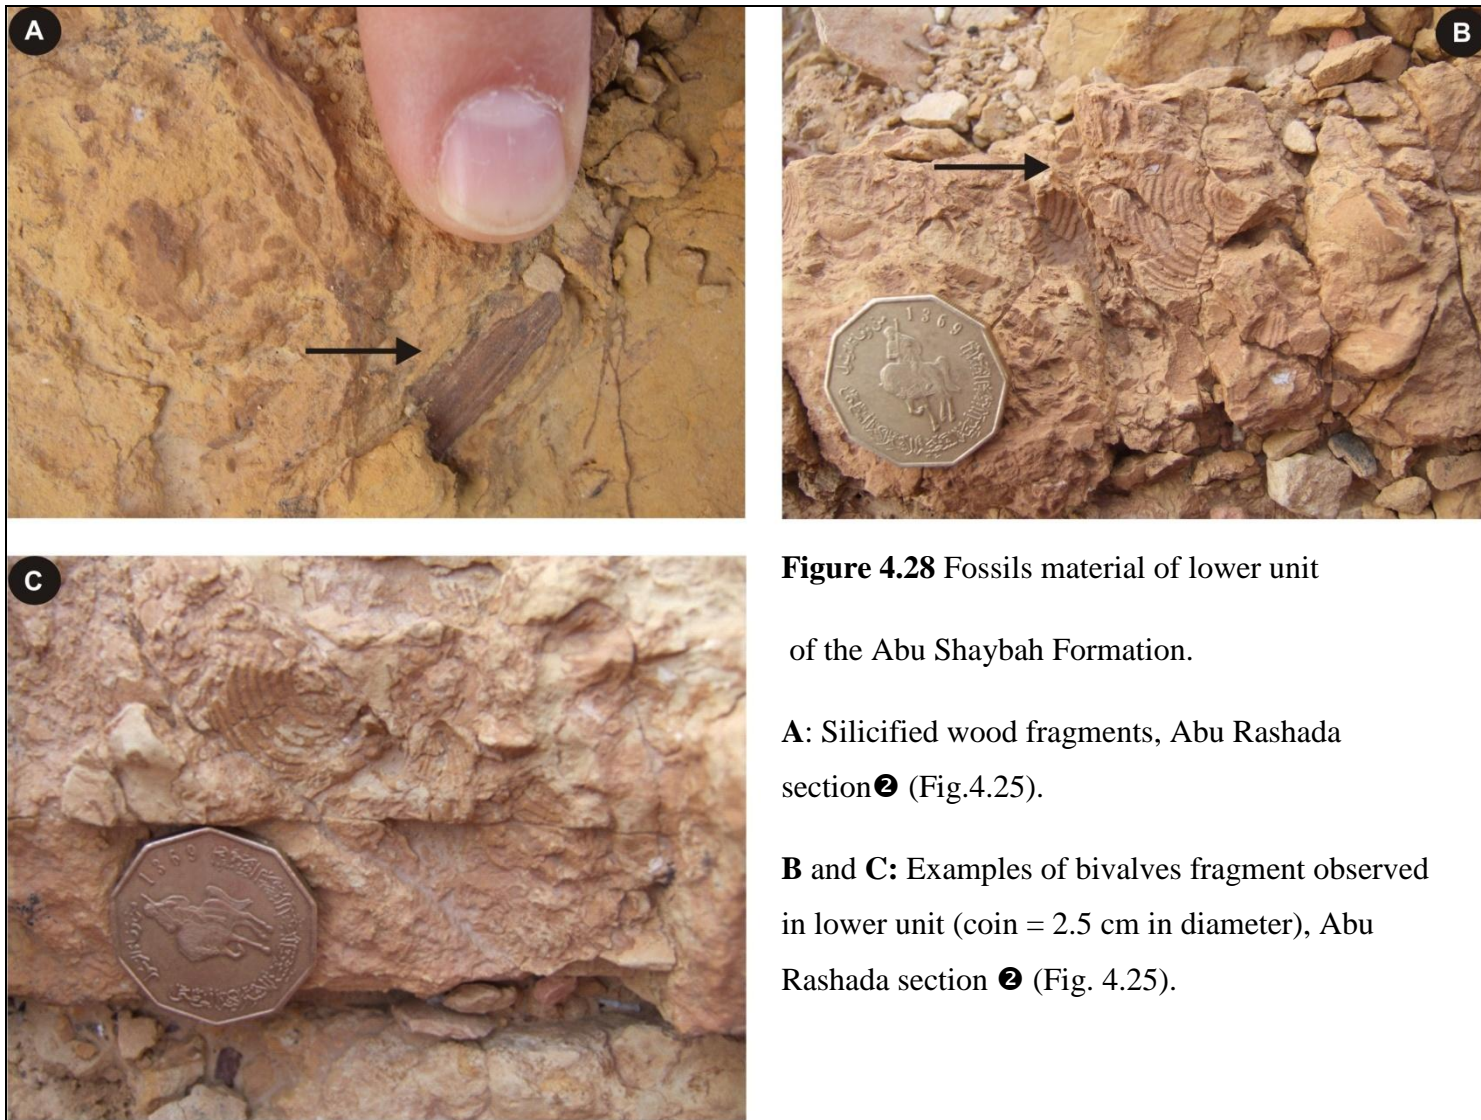 A
B
1369
C
1369
Figure 4.28 Fossils material of lower unit
of the Abu Shaybah Formation.
A: Silicified wood fragments, Abu Rashada
section❷ (Fig.4.25).
B and C: Examples of bivalves fragment observed
in lower unit (coin = 2.5 cm in diameter), Abu
Rashada section ❷ (Fig. 4.25).